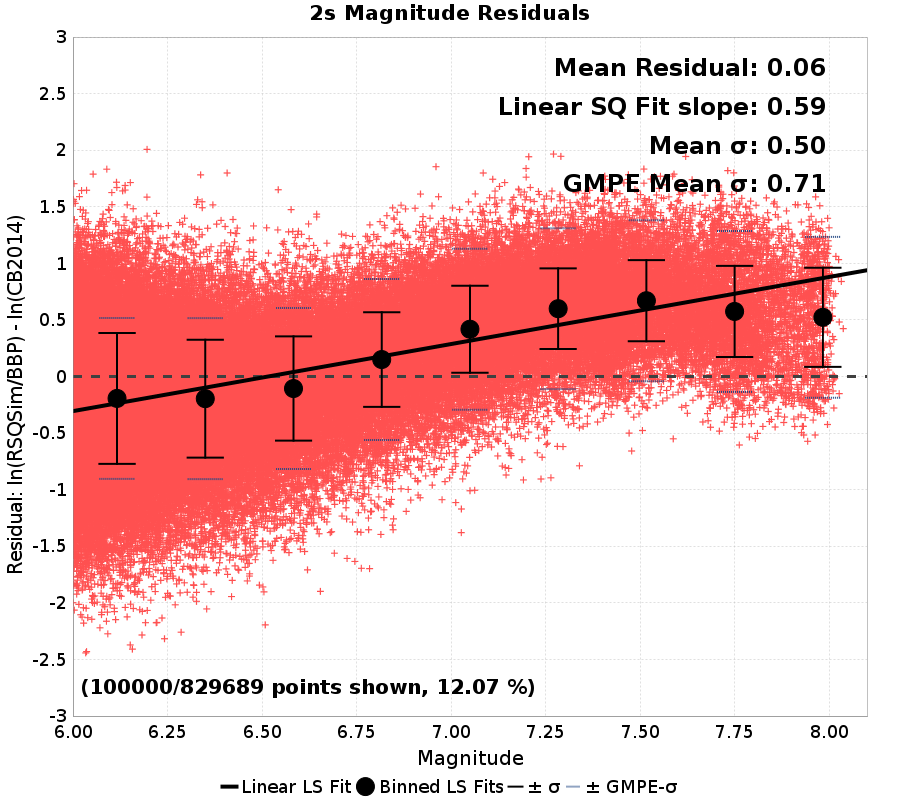 2s Magnitude Residuals
Mean Residual: 0.06
Linear SQ Fit slope: 0.59
Mean σ: 0.50
GMPE Mean σ: 0.71
Residual: ln(RSQSim/BBP) - ln(CB2014)
3
2.5
2
1.5
1
0.5
0
-0.5
-1
-1.5
-2
-2.5
-3
(100000/829689 points shown, 12.07 %)
6.00 6.25 6.50 6.75 7.00 7.25 7.50 7.75 8.00
Magnitude
Linear LS Fit Binned LS Fits ± σ ± GMPE-σ